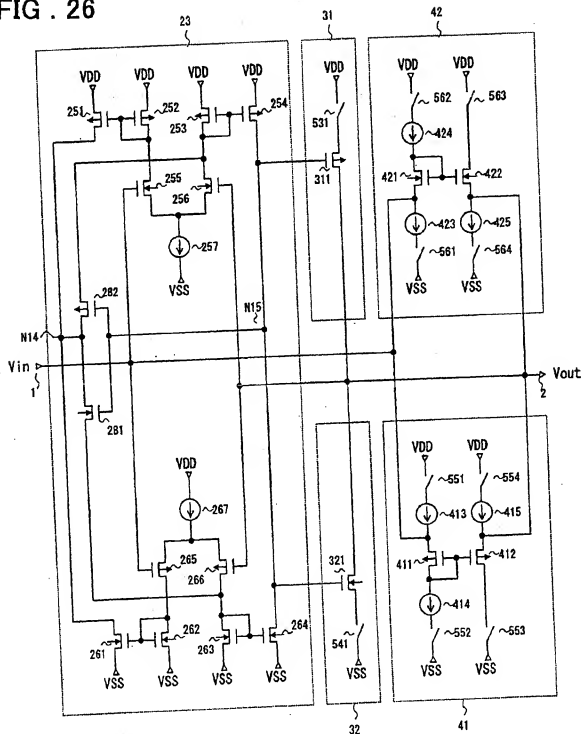 FIG . 26
23
31
42
VDD VDD VDD VDD
VDD
VDD VDD
251 252 253 254
531
562 563
424
311
421 422
255 256
257
423 425
VSS
561 564
VSS VSS
282
N15
N14
Vin
1
Vout
2
281
VDD
267
VDD VDD
551 554
413 415
265 266
321
411 412
261 262 263 264
414
541
552 553
VSS VSS VSS VSS
VSS
VSS VSS
32
41